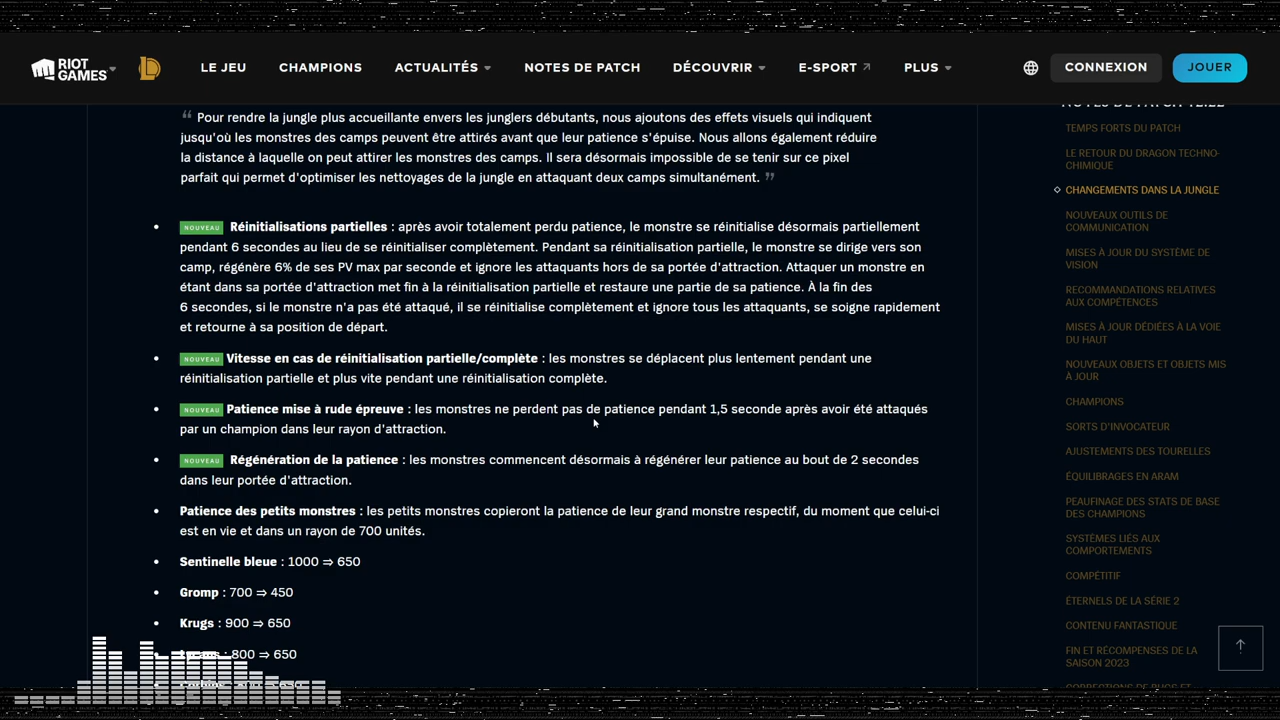 RIOT GAMES
LE JEU
CHAMPIONS
ACTUALITÉS
NOTES DE PATCH
DÉCOUVRIR
E-SPORT
PLUS
CONNEXION
JOUER
“ Pour rendre la jungle plus accueillante envers les junglers débutants, nous ajoutons des effets visuels qui indiquent
jusqu'où les monstres des camps peuvent être attirés avant que leur patience s'épuise. Nous allons également réduire
la distance à laquelle on peut attirer les monstres des camps. Il sera désormais impossible de se tenir sur ce pixel
parfait qui permet d'optimiser les nettoyages de la jungle en attaquant deux camps simultanément. ”
• NOUVEAU Réinitialisations partielles : après avoir totalement perdu patience, le monstre se réinitialise désormais partiellement
pendant 6 secondes au lieu de se réinitialiser complètement. Pendant sa réinitialisation partielle, le monstre se dirige vers son
camp, régénère 6% de ses PV max par seconde et ignore les attaquants hors de sa portée d'attraction. Attaquer un monstre en
étant dans sa portée d'attraction met fin à la réinitialisation partielle et restaure une partie de sa patience. À la fin des
6 secondes, si le monstre n'a pas été attaqué, il se réinitialise complètement et ignore tous les attaquants, se soigne rapidement
et retourne à sa position de départ.
• NOUVEAU Vitesse en cas de réinitialisation partielle/complète : les monstres se déplacent plus lentement pendant une
réinitialisation partielle et plus vite pendant une réinitialisation complète.
• NOUVEAU Patience mise à rude épreuve : les monstres ne perdent pas de patience pendant 1,5 seconde après avoir été attaqués
par un champion dans leur rayon d'attraction.
• NOUVEAU Régénération de la patience : les monstres commencent désormais à régénérer leur patience au bout de 2 secondes
dans leur portée d'attraction.
• Patience des petits monstres : les petits monstres copieront la patience de leur grand monstre respectif, du moment que celui-ci
est en vie et dans un rayon de 700 unités.
• Sentinelle bleue : 1000 ⇒ 650
• Gromp : 700 ⇒ 450
• Krugs : 900 ⇒ 650
• : 800 ⇒ 650
TEMPS FORTS DU PATCH
LE RETOUR DU DRAGON TECHNO-
CHIMIQUE
CHANGEMENTS DANS LA JUNGLE
NOUVEAUX OUTILS DE
COMMUNICATION
MISES À JOUR DU SYSTÈME DE
VISION
RECOMMANDATIONS RELATIVES
AUX COMPÉTENCES
MISES À JOUR DÉDIÉES À LA VOIE
DU HAUT
NOUVEAUX OBJETS ET OBJETS MIS
À JOUR
CHAMPIONS
SORTS D'INVOCATEUR
AJUSTEMENTS DES TOURELLES
ÉQUILIBRAGES EN ARAM
PEAUFINAGE DES STATS DE BASE
DES CHAMPIONS
SYSTÈMES LIÉS AUX
COMPORTEMENTS
COMPÉTITIF
ÉTERNELS DE LA SÉRIE 2
CONTENU FANTASTIQUE
FIN ET RÉCOMPENSES DE LA
SAISON 2023